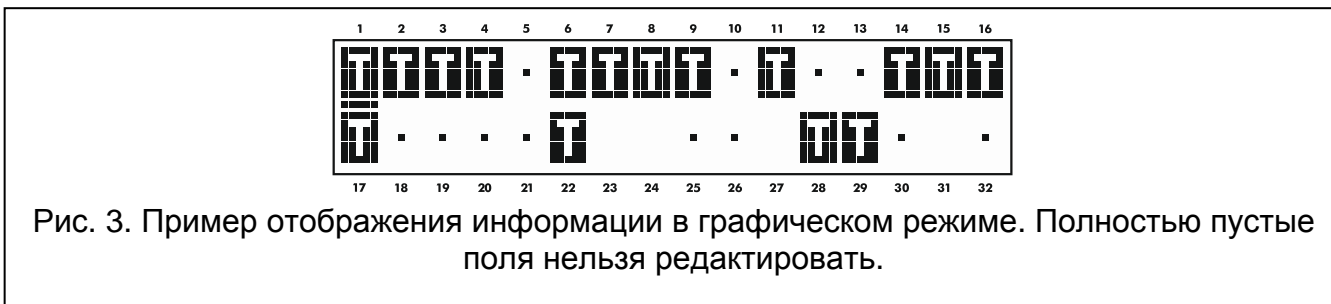 1 2 3 4 5 6 7 8 9 10 11 12 13 14 15 16
17 18 19 20 21 22 23 24 25 26 27 28 29 30 31 32
Рис. 3. Пример отображения информации в графическом режиме. Полностью пустые
поля нельзя редактировать.